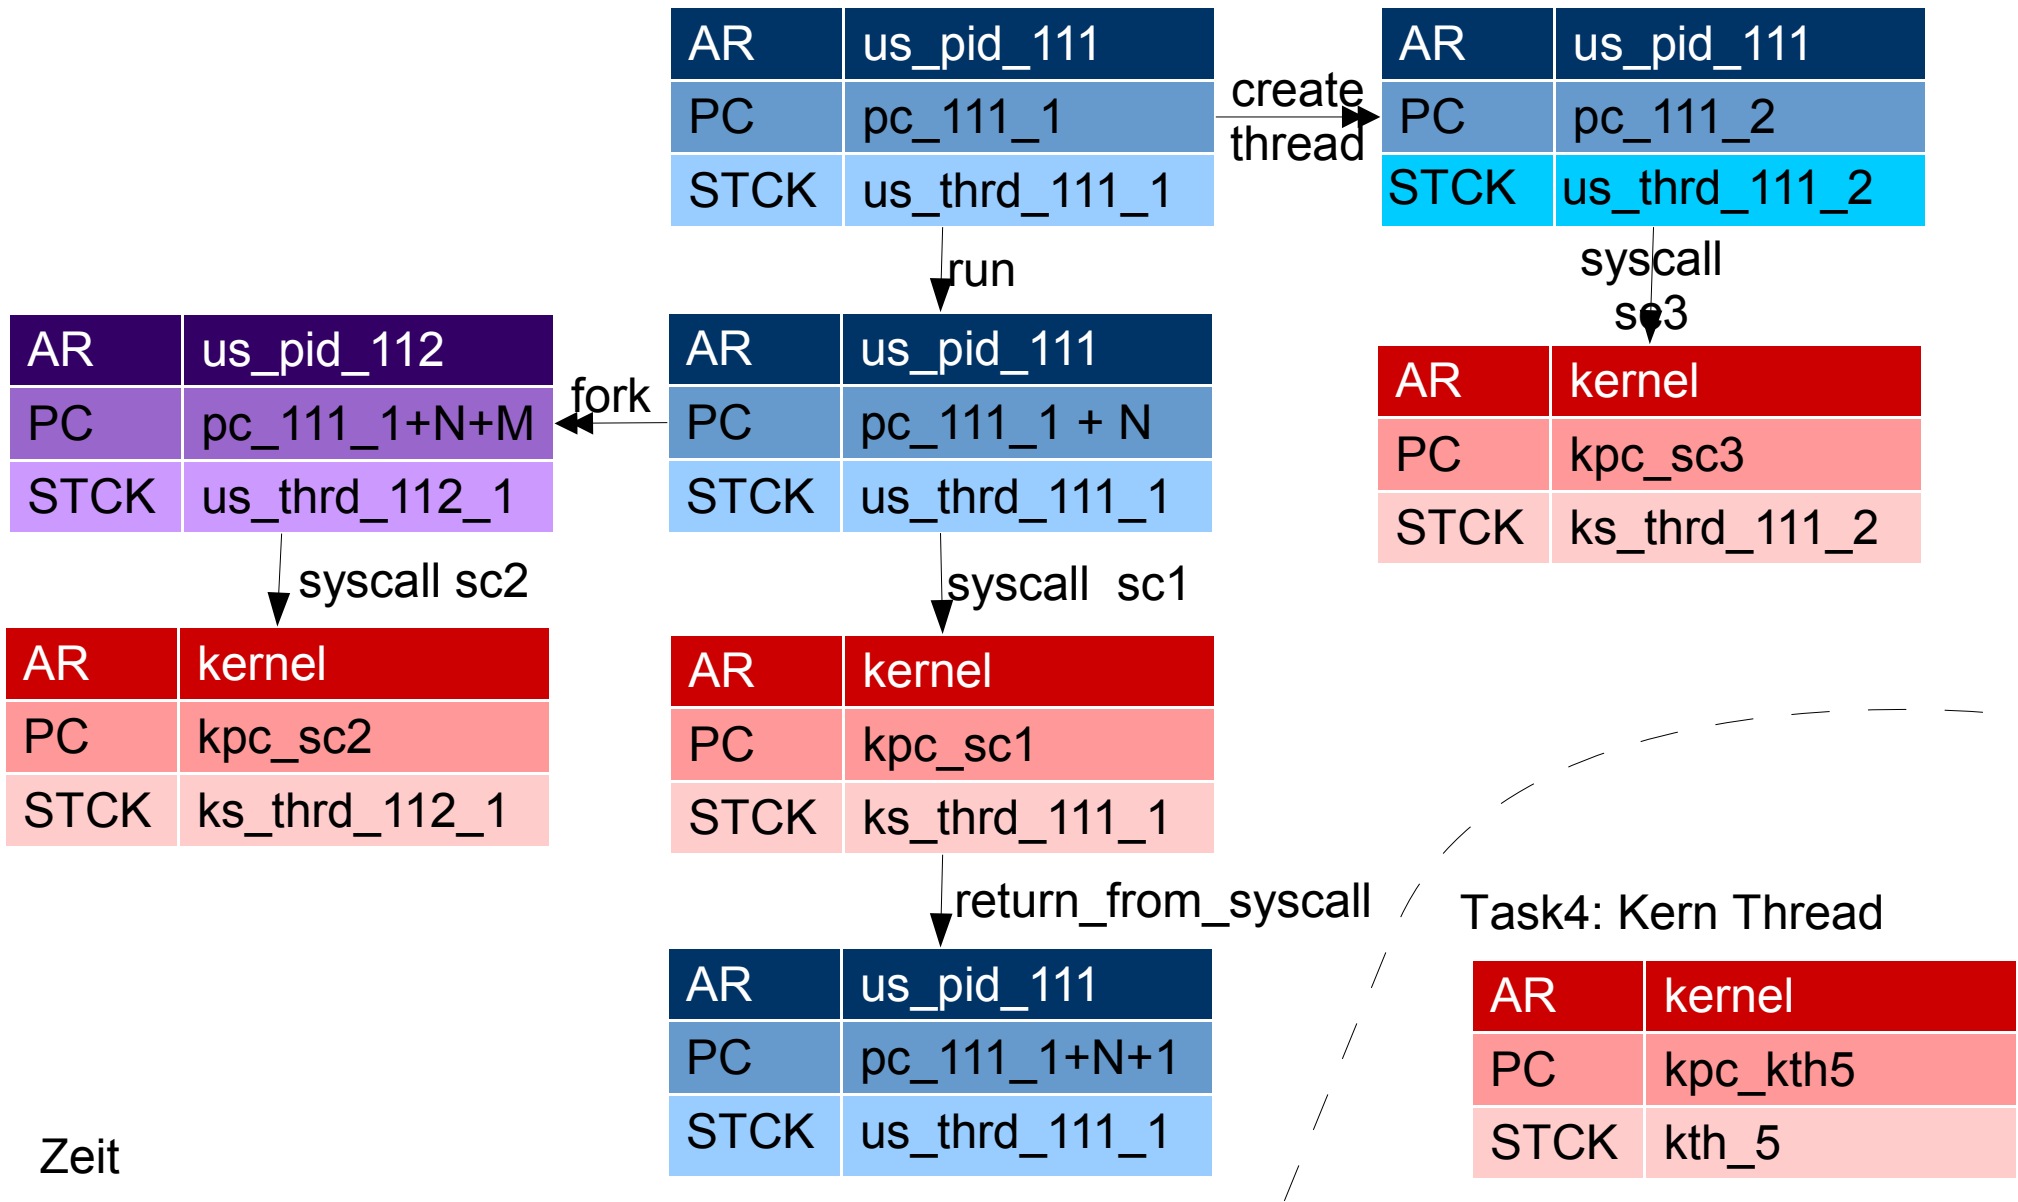 AR us_pid_111
PC pc_111_1
STCK us_thrd_111_1
create
thread
AR us_pid_111
PC pc_111_2
STCK us_thrd_111_2
run
syscall
sc3
AR us_pid_112
PC pc_111_1+N+M
STCK us_thrd_112_1
fork
AR us_pid_111
PC pc_111_1 + N
STCK us_thrd_111_1
AR kernel
PC kpc_sc3
STCK ks_thrd_111_2
syscall sc2
syscall sc1
AR kernel
PC kpc_sc2
STCK ks_thrd_112_1
AR kernel
PC kpc_sc1
STCK ks_thrd_111_1
return_from_syscall
Task4: Kern Thread
AR us_pid_111
PC pc_111_1+N+1
STCK us_thrd_111_1
AR kernel
PC kpc_kth5
STCK kth_5
Zeit